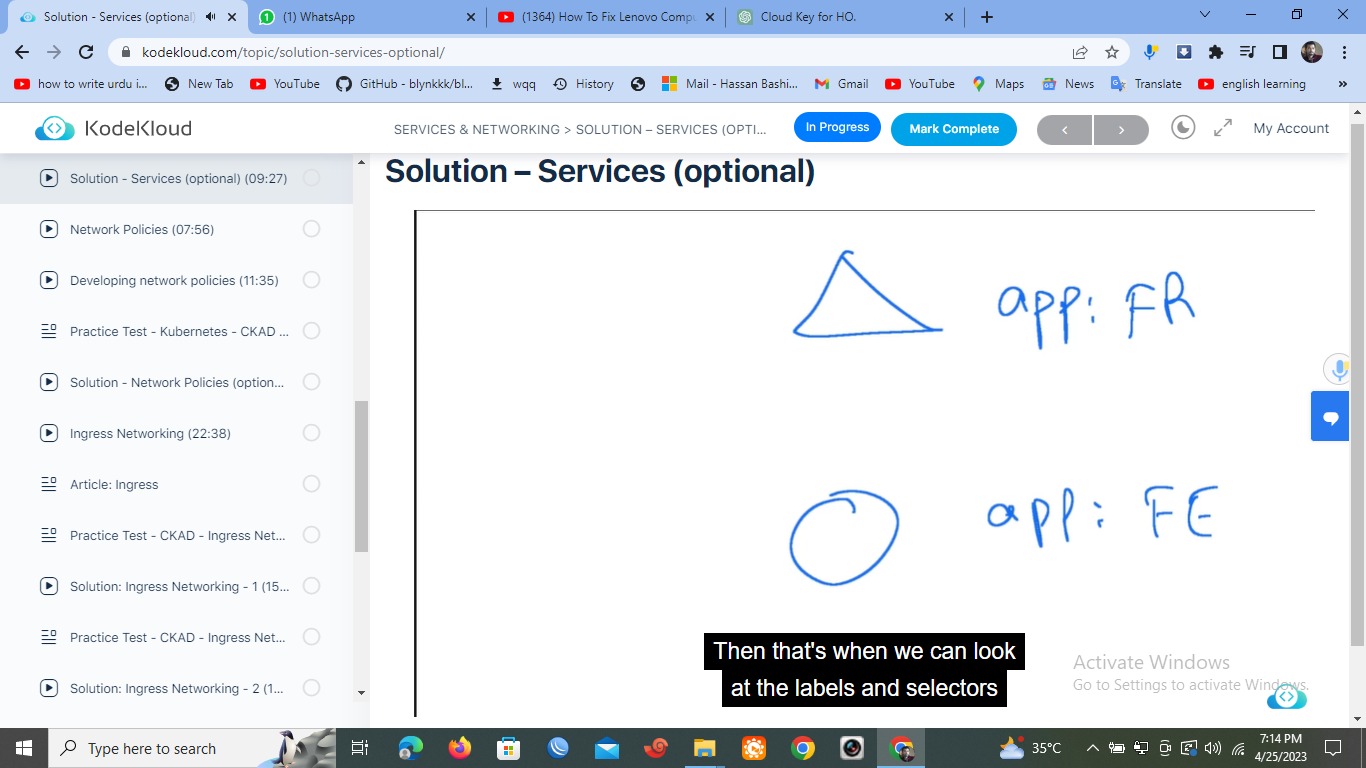 Solution - Services (optional)
(1) WhatsApp
(1364) How To Fix Lenovo Compu
Cloud Key for HO.
kodekloud.com/topic/solution-services-optional/
how to write urdu i...
New Tab
YouTube
GitHub - blynkkk/bl...
wqq
History
Mail - Hassan Bashi...
Gmail
YouTube
Maps
News
Translate
english learning
»
KodeKloud
SERVICES & NETWORKING > SOLUTION – SERVICES (OPTI...
In Progress
Mark Complete
My Account
Solution - Services (optional) (09:27)
Network Policies (07:56)
Developing network policies (11:35)
Practice Test - Kubernetes - CKAD ...
Solution - Network Policies (option...
Ingress Networking (22:38)
Article: Ingress
Practice Test - CKAD - Ingress Net...
Solution: Ingress Networking - 1 (15...
Practice Test - CKAD - Ingress Net...
Solution: Ingress Networking - 2 (1...
Solution – Services (optional)
app: FR
app: FE
Then that's when we can look
at the labels and selectors
Activate Windows
Go to Settings to activate Windows.
Type here to search
35°C
7:14 PM
4/25/2023